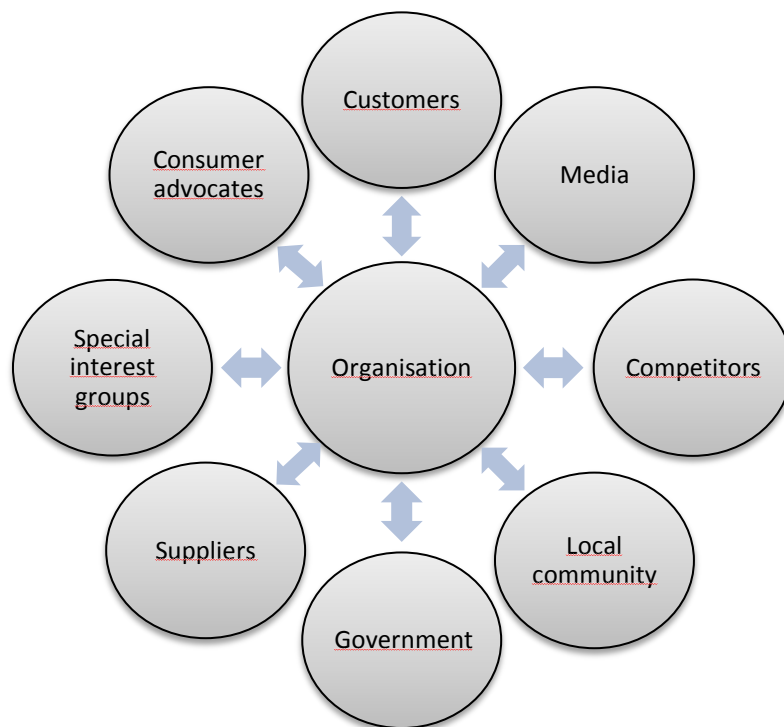 Customers
Consumer
advocates
Media
Special
interest
groups
Organisation
Competitors
Suppliers
Local
community
Government